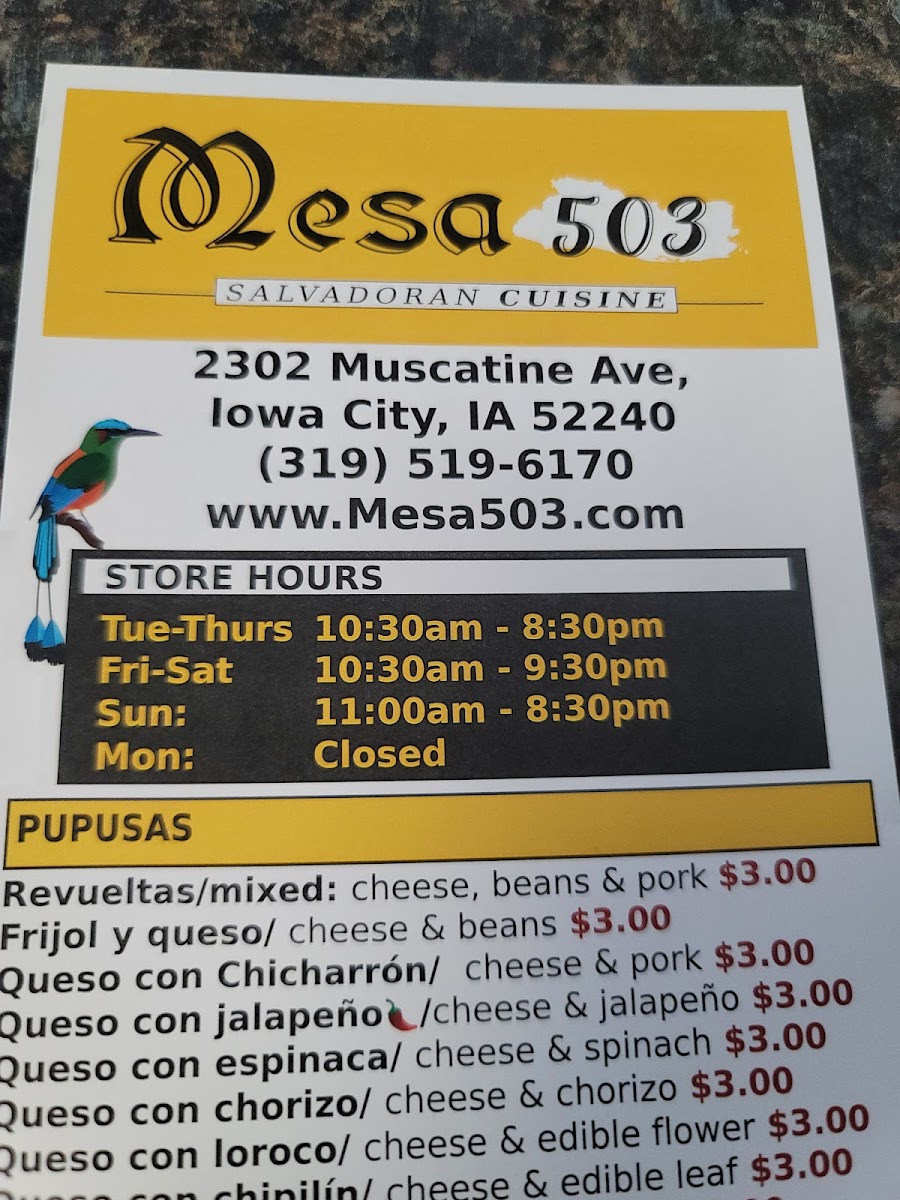 Mesa 503
SALVADORAN CUISINE
2302 Muscatine Ave,
Iowa City, IA 52240
(319) 519-6170
www.Mesa503.com
STORE HOURS
Tue-Thurs 10:30am - 8:30pm
Fri-Sat 10:30am - 9:30pm
Sun: 11:00am - 8:30pm
Mon: Closed
PUPUSAS
Revueltas/mixed: cheese, beans & pork $3.00
Frijol y queso/ cheese & beans $3.00
Queso con Chicharrón/ cheese & pork $3.00
Queso con jalapeño🌶/cheese & jalapeño $3.00
Queso con espinaca/ cheese & spinach $3.00
Queso con chorizo/ cheese & chorizo $3.00
Queso con loroco/ cheese & edible flower $3.00
Queso con chipilín/ cheese & edible leaf $3.00